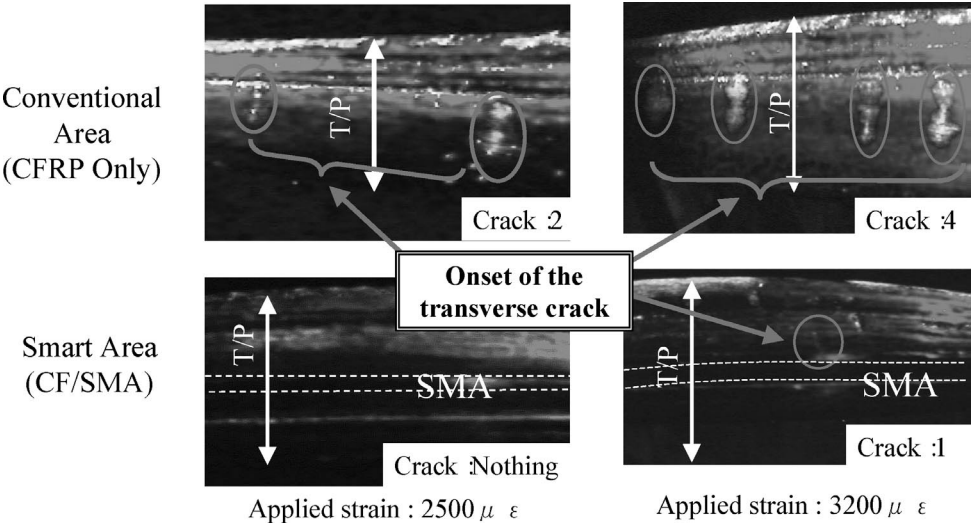 Conventional
Area
(CFRP Only)
T/P
Crack :2
T/P
Crack :4
Onset of the
transverse crack
Smart Area
(CF/SMA)
T/P
SMA
Crack :Nothing
T/P
SMA
Crack :1
Applied strain : 2500 μ ε
Applied strain : 3200 μ ε